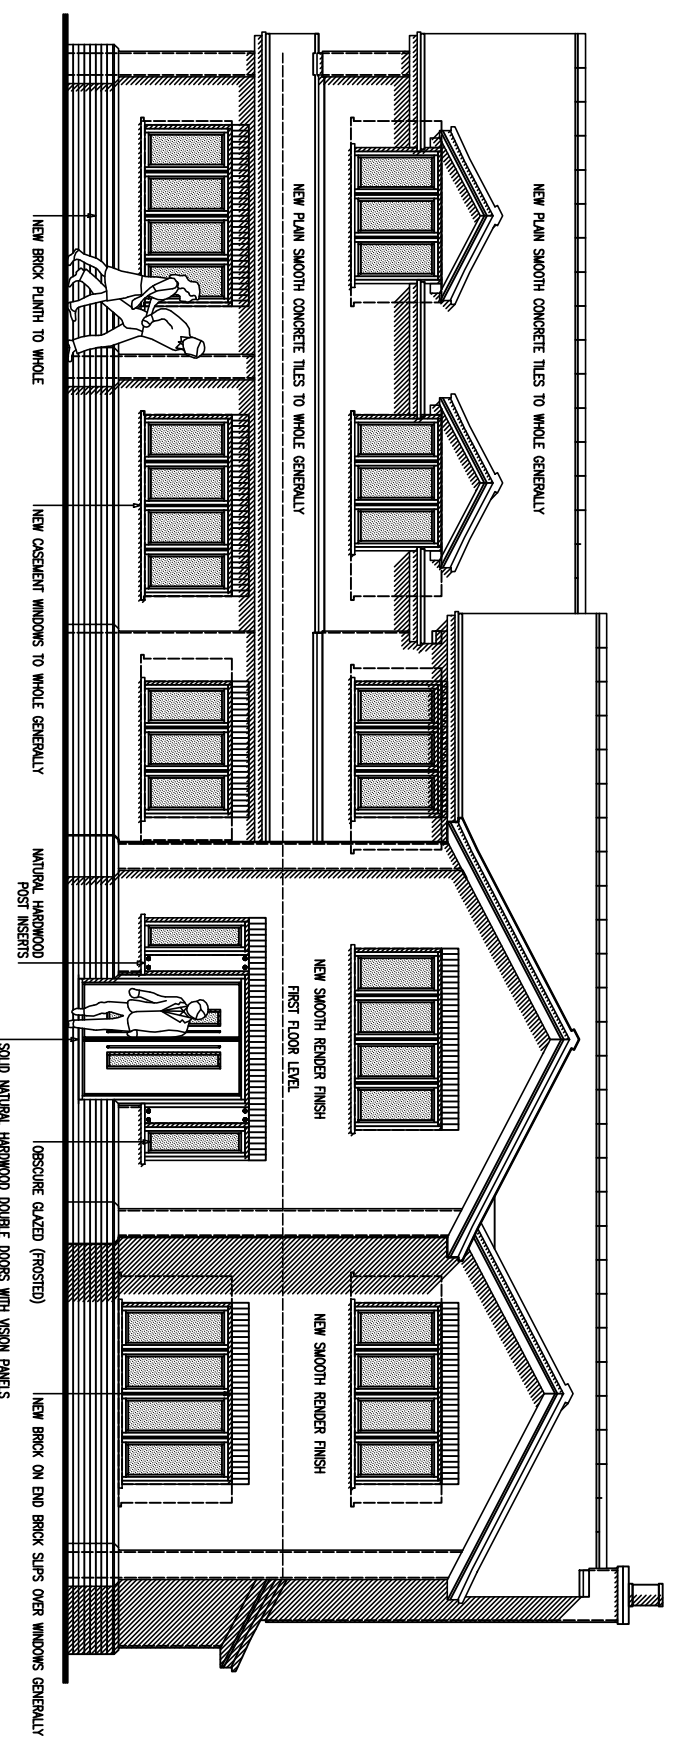 NEW PLAIN SMOOTH CONCRETE TILES TO WHOLE GENERALLY
NEW PLAIN SMOOTH CONCRETE TILES TO WHOLE GENERALLY
NEW SMOOTH RENDER FINISH
FIRST FLOOR LEVEL
NEW SMOOTH RENDER FINISH
NEW BRICK PLINTH TO WHOLE
NEW CASEMENT WINDOWS TO WHOLE GENERALLY
NATURAL HARDWOOD
POST INSERTS
OBSCURE GLAZED (FROSTED)
NEW BRICK ON END BRICK SLIPS OVER WINDOWS GENERALLY
SOLID NATURAL HARDWOOD DOUBLE DOORS WITH VISION PANELS